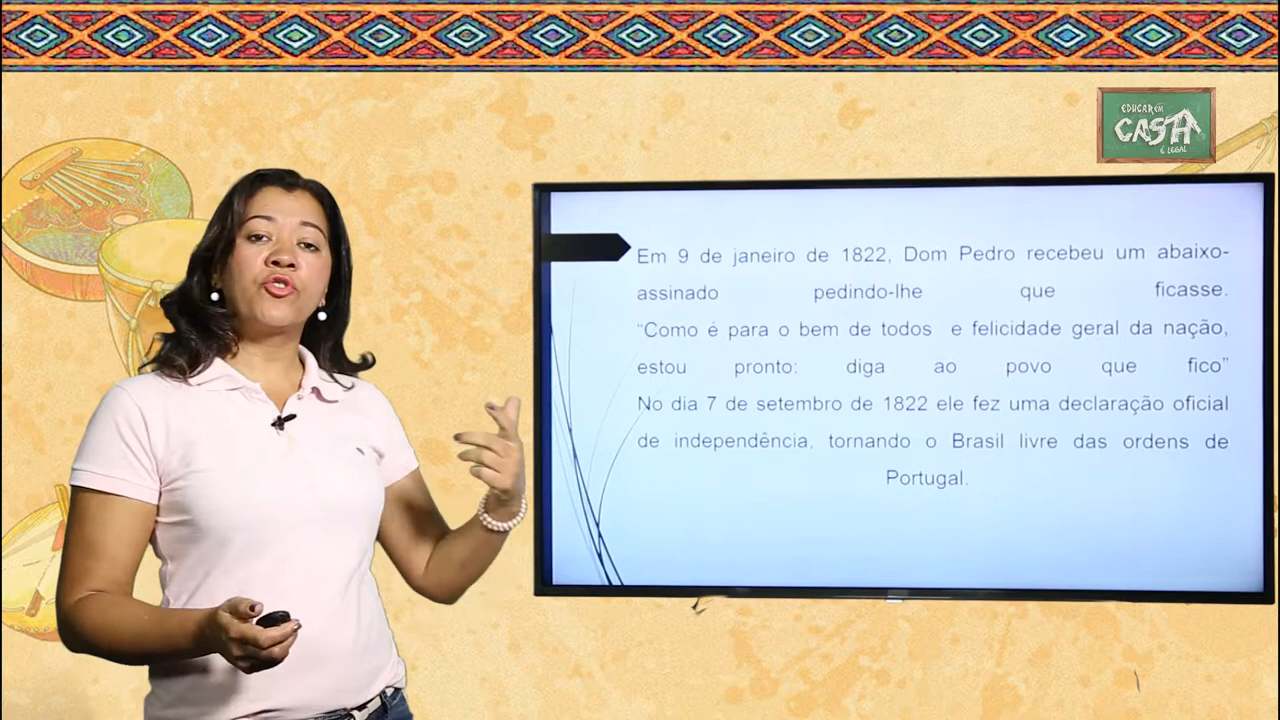 EDUCAR EM
CASA
É LEGAL
Em 9 de janeiro de 1822, Dom Pedro recebeu um abaixo-
assinado pedindo-lhe que ficasse.
“Como é para o bem de todos e felicidade geral da nação,
estou pronto: diga ao povo que fico”
No dia 7 de setembro de 1822 ele fez uma declaração oficial
de independência, tornando o Brasil livre das ordens de
Portugal.